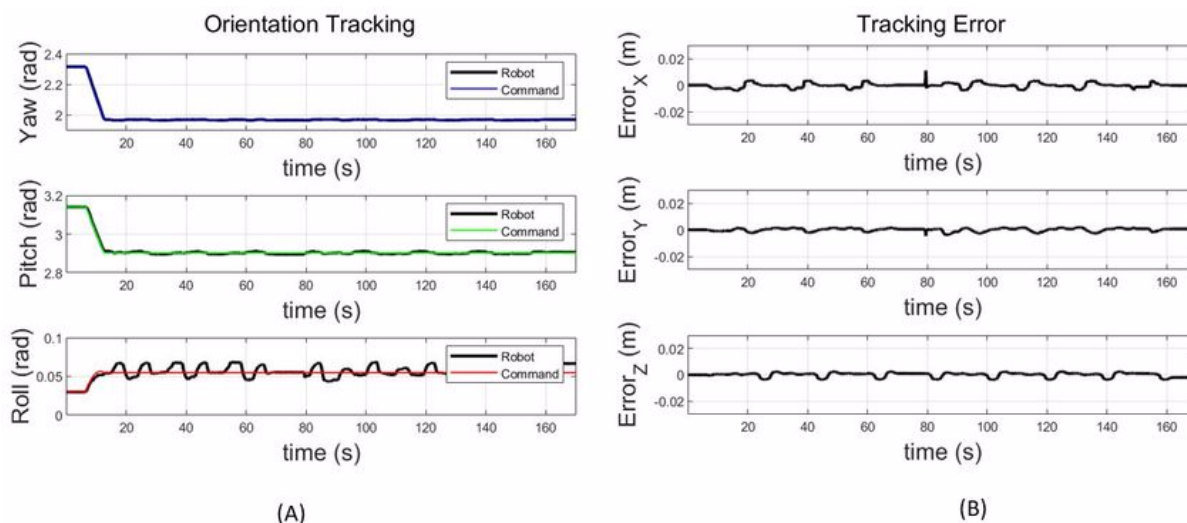 Orientation Tracking
Yaw (rad)
2.4
2.2
2
Robot
Command
20 40 60 80 100 120 140 160
time (s)
Pitch (rad)
3.2
3
2.8
Robot
Command
20 40 60 80 100 120 140 160
time (s)
Roll (rad)
0.1
0.05
0
Robot
Command
20 40 60 80 100 120 140 160
time (s)
(A)
Tracking Error
Error_X (m)
0.02
0
-0.02
0 20 40 60 80 100 120 140 160
time (s)
Error_Y (m)
0.02
0
-0.02
0 20 40 60 80 100 120 140 160
time (s)
Error_Z (m)
0.02
0
-0.02
0 20 40 60 80 100 120 140 160
time (s)
(B)